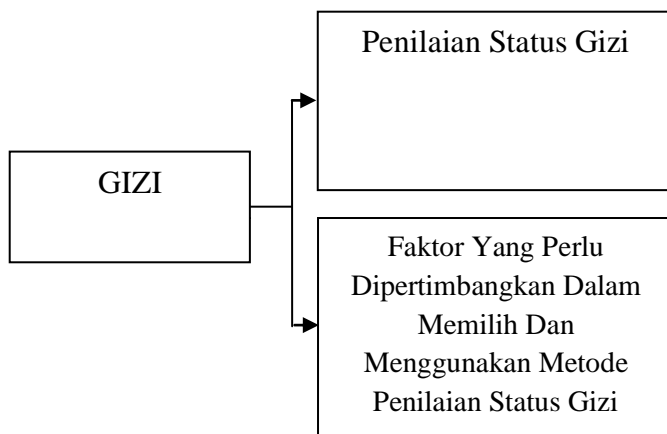 GIZI
Penilaian Status Gizi
Faktor Yang Perlu
Dipertimbangkan Dalam
Memilih Dan
Menggunakan Metode
Penilaian Status Gizi